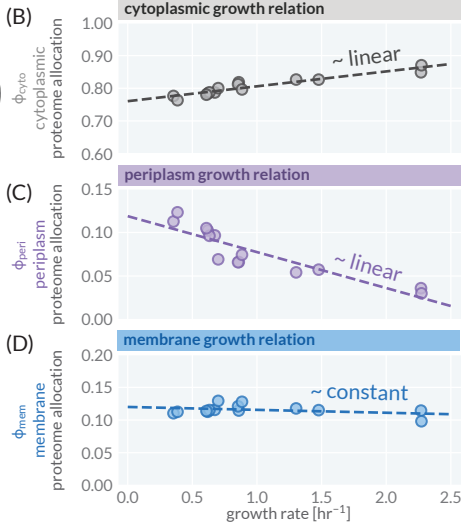 (B)
cytoplasmic growth relation
ϕcyto
cytoplasmic
proteome allocation
1.00
0.90
0.80
0.70
0.60
~ linear
(C)
periplasm growth relation
ϕperi
periplasm
proteome allocation
0.15
0.10
0.05
0.00
~ linear
(D)
membrane growth relation
ϕmem
membrane
proteome allocation
0.20
0.15
0.10
0.05
0.00
~ constant
0.0 0.5 1.0 1.5 2.0 2.5
growth rate [hr⁻¹]